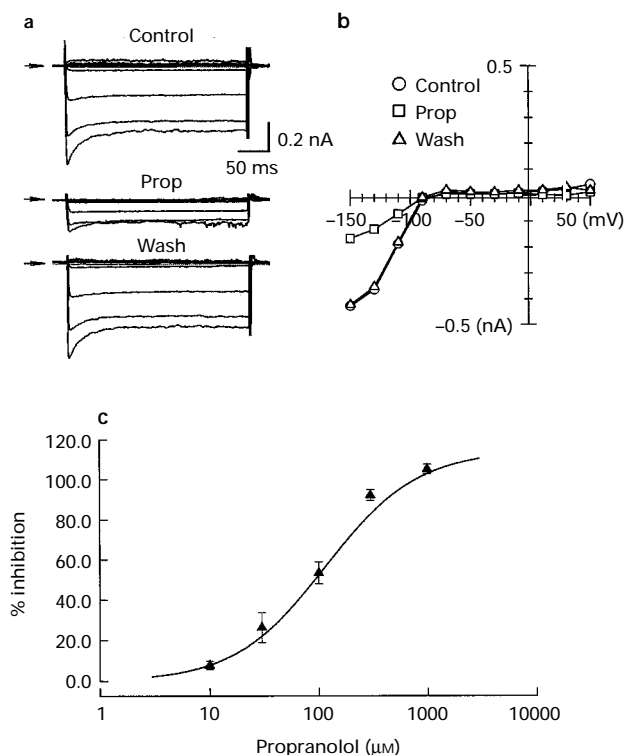 a
Control
0.2 nA
50 ms
Prop
Wash
b
0.5
Control
Prop
Wash
−150 −100 −50 50 (mV)
−0.5 (nA)
c
120.0
100.0
80.0
60.0
40.0
20.0
0.0
% inhibition
1 10 100 1000 10000
Propranolol (μM)